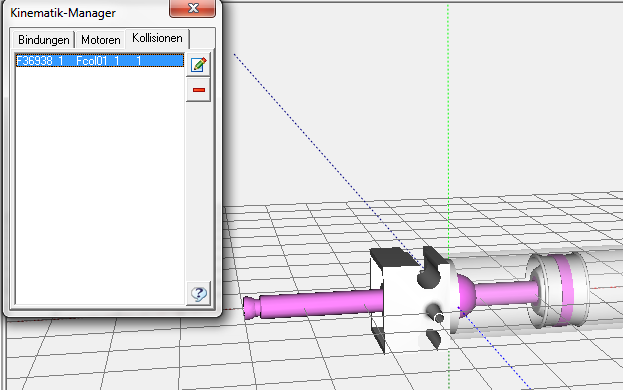 Kinematik-Manager
Bindungen Motoren Kollisionen
F36938_1 Fcol01_1 1